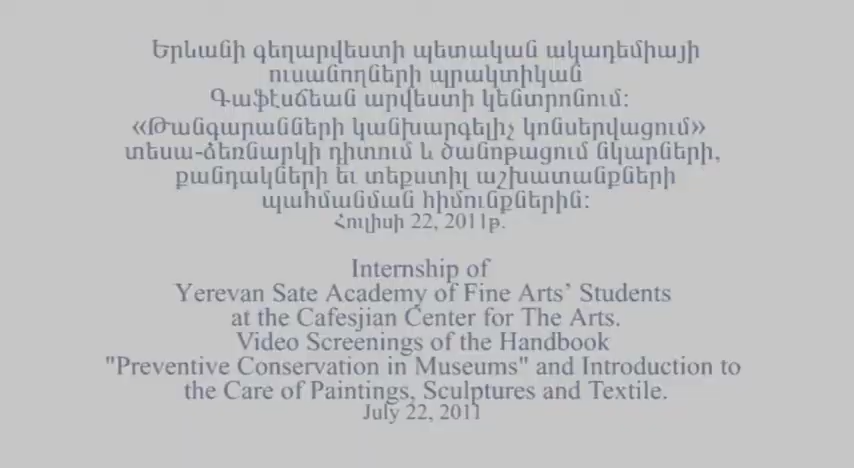 Երևանի գեղարվեստի պետական ակադեմիայի
ուսանողների պրակտիկան
Գաֆէսճեան արվեստի կենտրոնում:
«Թանգարանների կանխարգելիչ կոնսերվացում»
տեսա-ձեռնարկի դիտում և ծանոթացում նկարների,
քանդակների եւ տեքստիլ աշխատանքների
պահմանման հիմունքներին:
Հուլիսի 22, 2011թ.
Internship of
Yerevan Sate Academy of Fine Arts’ Students
at the Cafesjian Center for The Arts.
Video Screenings of the Handbook
"Preventive Conservation in Museums" and Introduction to
the Care of Paintings, Sculptures and Textile.
July 22, 2011